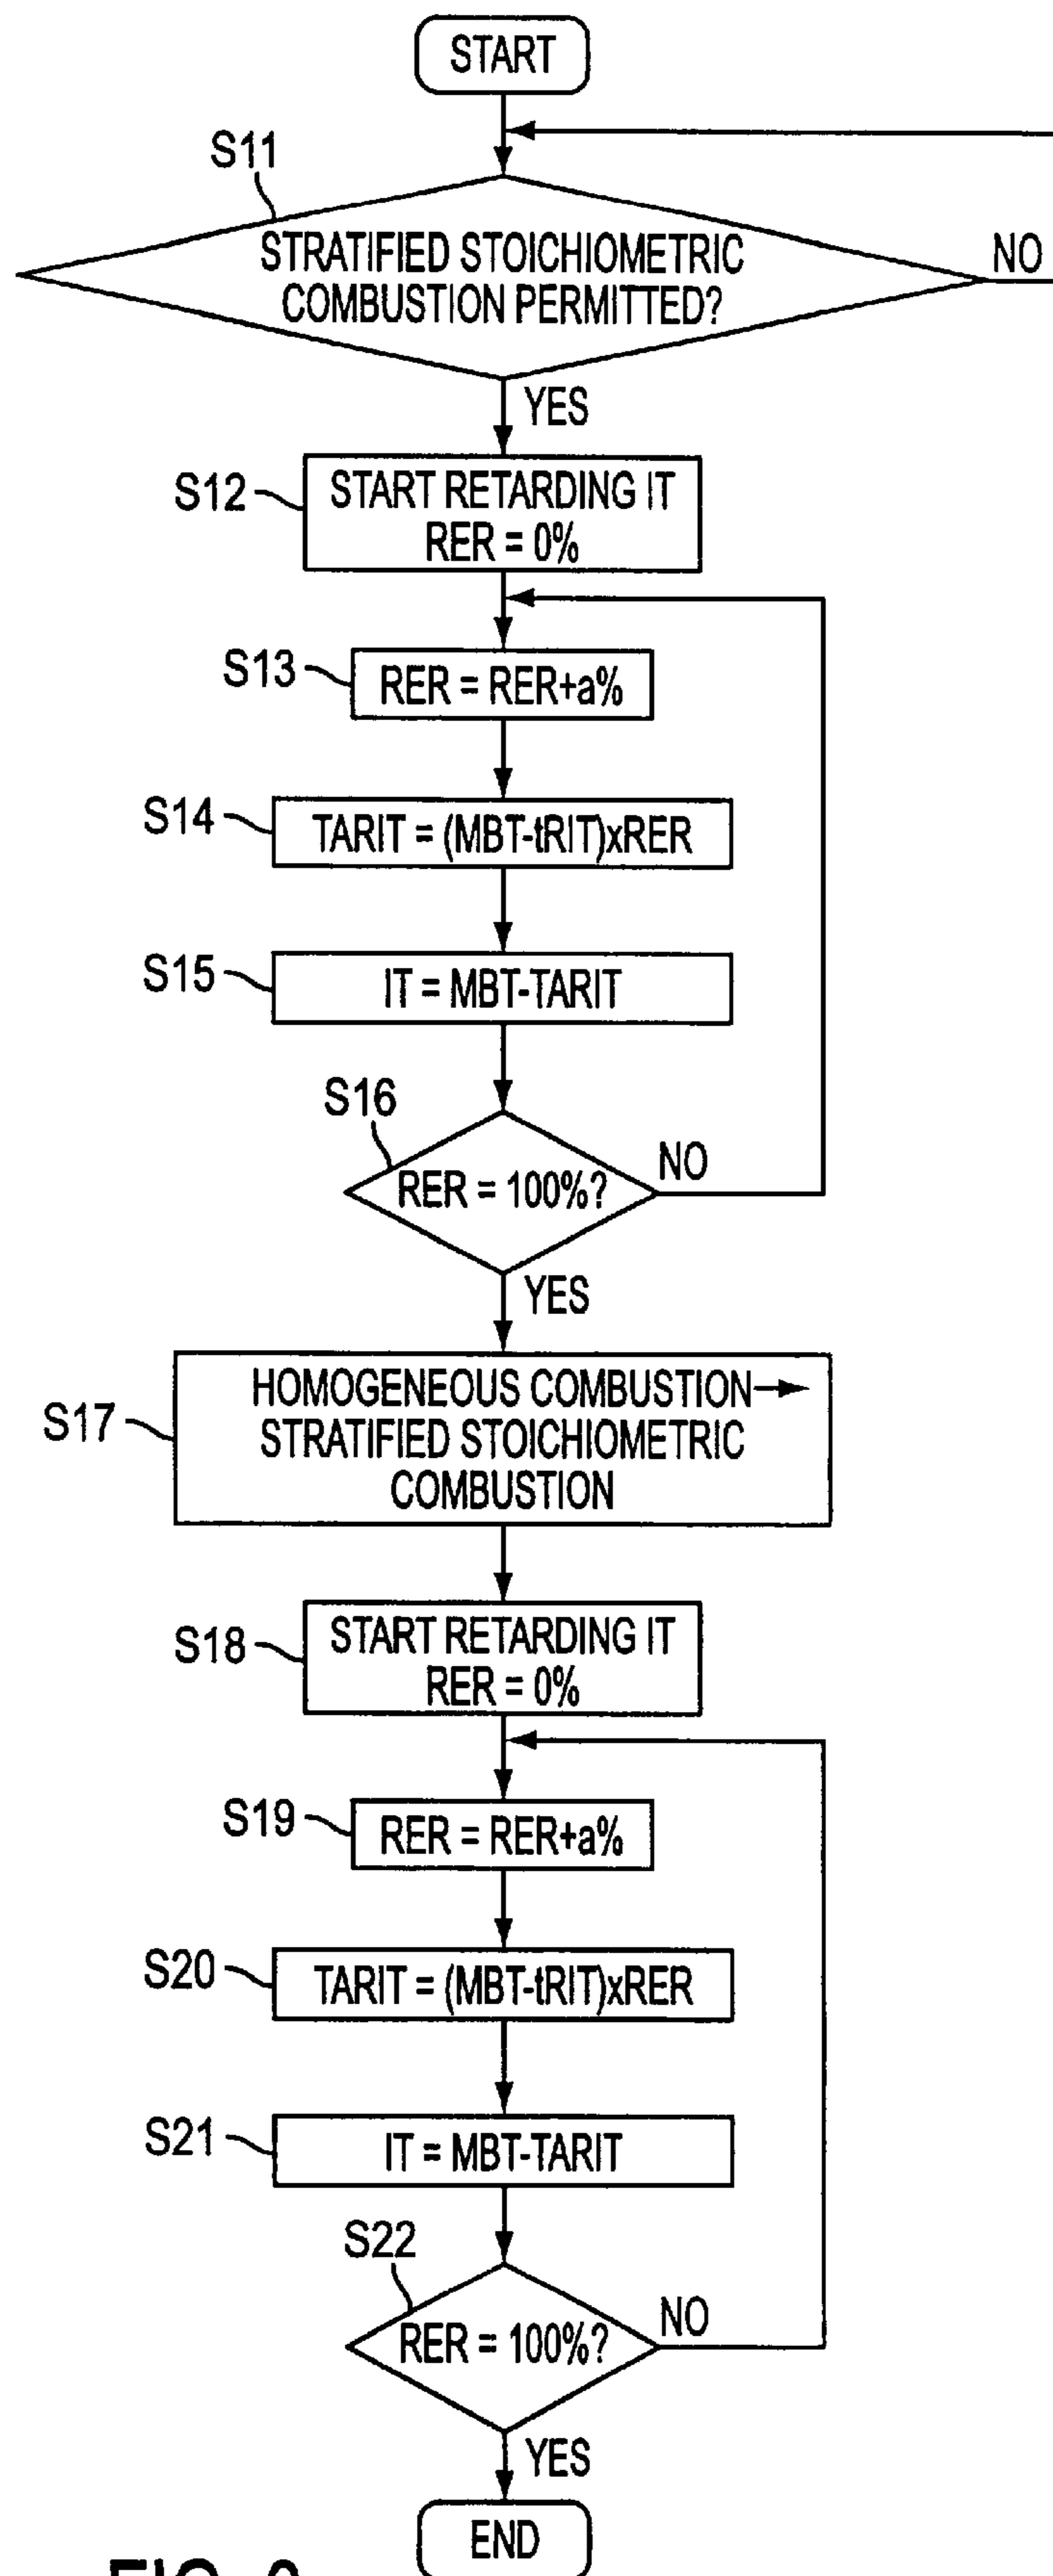 START
S11
STRATIFIED STOICHIOMETRIC
COMBUSTION PERMITTED?
NO
YES
S12
START RETARDING IT
RER = 0%
S13
RER = RER+a%
S14
TARIT = (MBT-tRIT)xRER
S15
IT = MBT-TARIT
S16
RER = 100%?
NO
YES
S17
HOMOGENEOUS COMBUSTION→
STRATIFIED STOICHIOMETRIC
COMBUSTION
S18
START RETARDING IT
RER = 0%
S19
RER = RER+a%
S20
TARIT = (MBT-tRIT)xRER
S21
IT = MBT-TARIT
S22
RER = 100%?
NO
YES
END